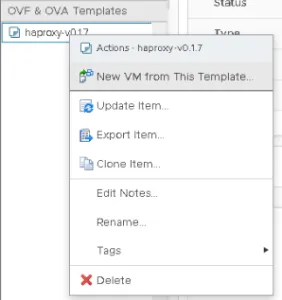 OVF & OVA Templates
Status
haproxy-v0.1.7
Type
Actions - haproxy-v0.1.7
New VM from This Template...
Update Item...
Export Item...
Clone Item...
Edit Notes...
Rename...
Tags
Delete